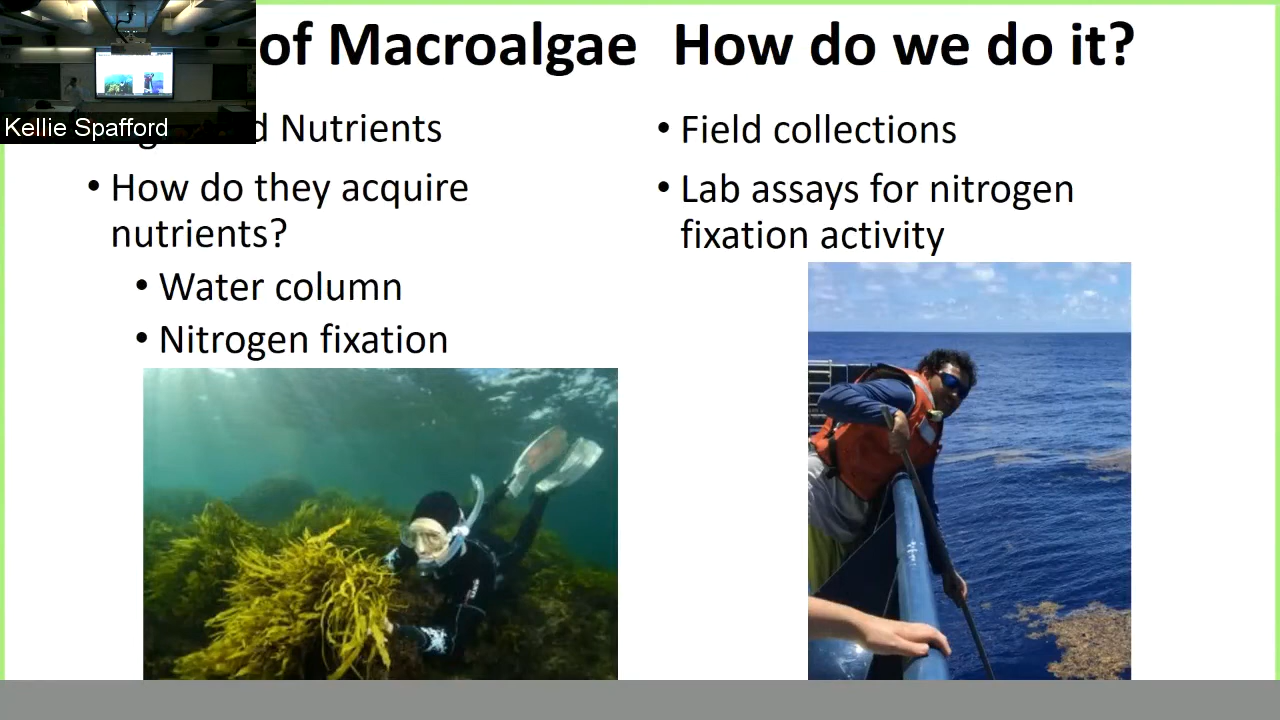 of Macroalgae How do we do it?
Kellie Spafford
Nutrients
• How do they acquire
nutrients?
• Water column
• Nitrogen fixation
• Field collections
• Lab assays for nitrogen
fixation activity